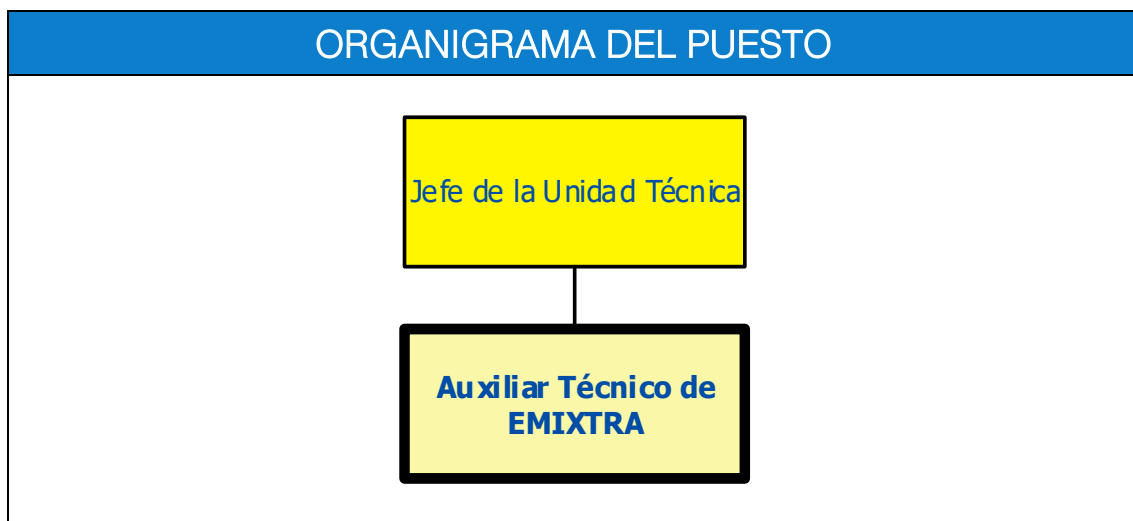 ORGANIGRAMA DEL PUESTO
Jefe de la Unidad Técnica
Auxiliar Técnico de
EMIXTRA